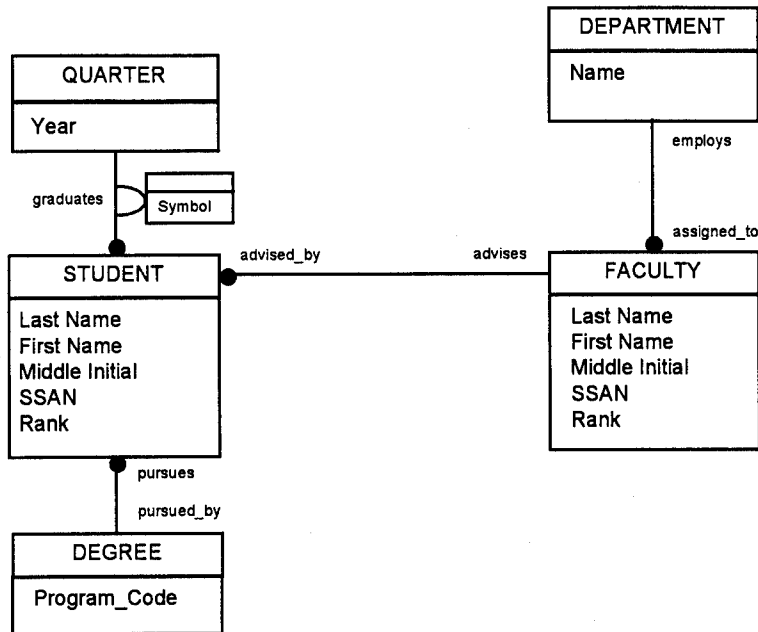 DEPARTMENT
Name
QUARTER
Year
employs
graduates
Symbol
assigned_to
advised_by
advises
STUDENT
Last Name
First Name
Middle Initial
SSAN
Rank
FACULTY
Last Name
First Name
Middle Initial
SSAN
Rank
pursues
pursued_by
DEGREE
Program_Code